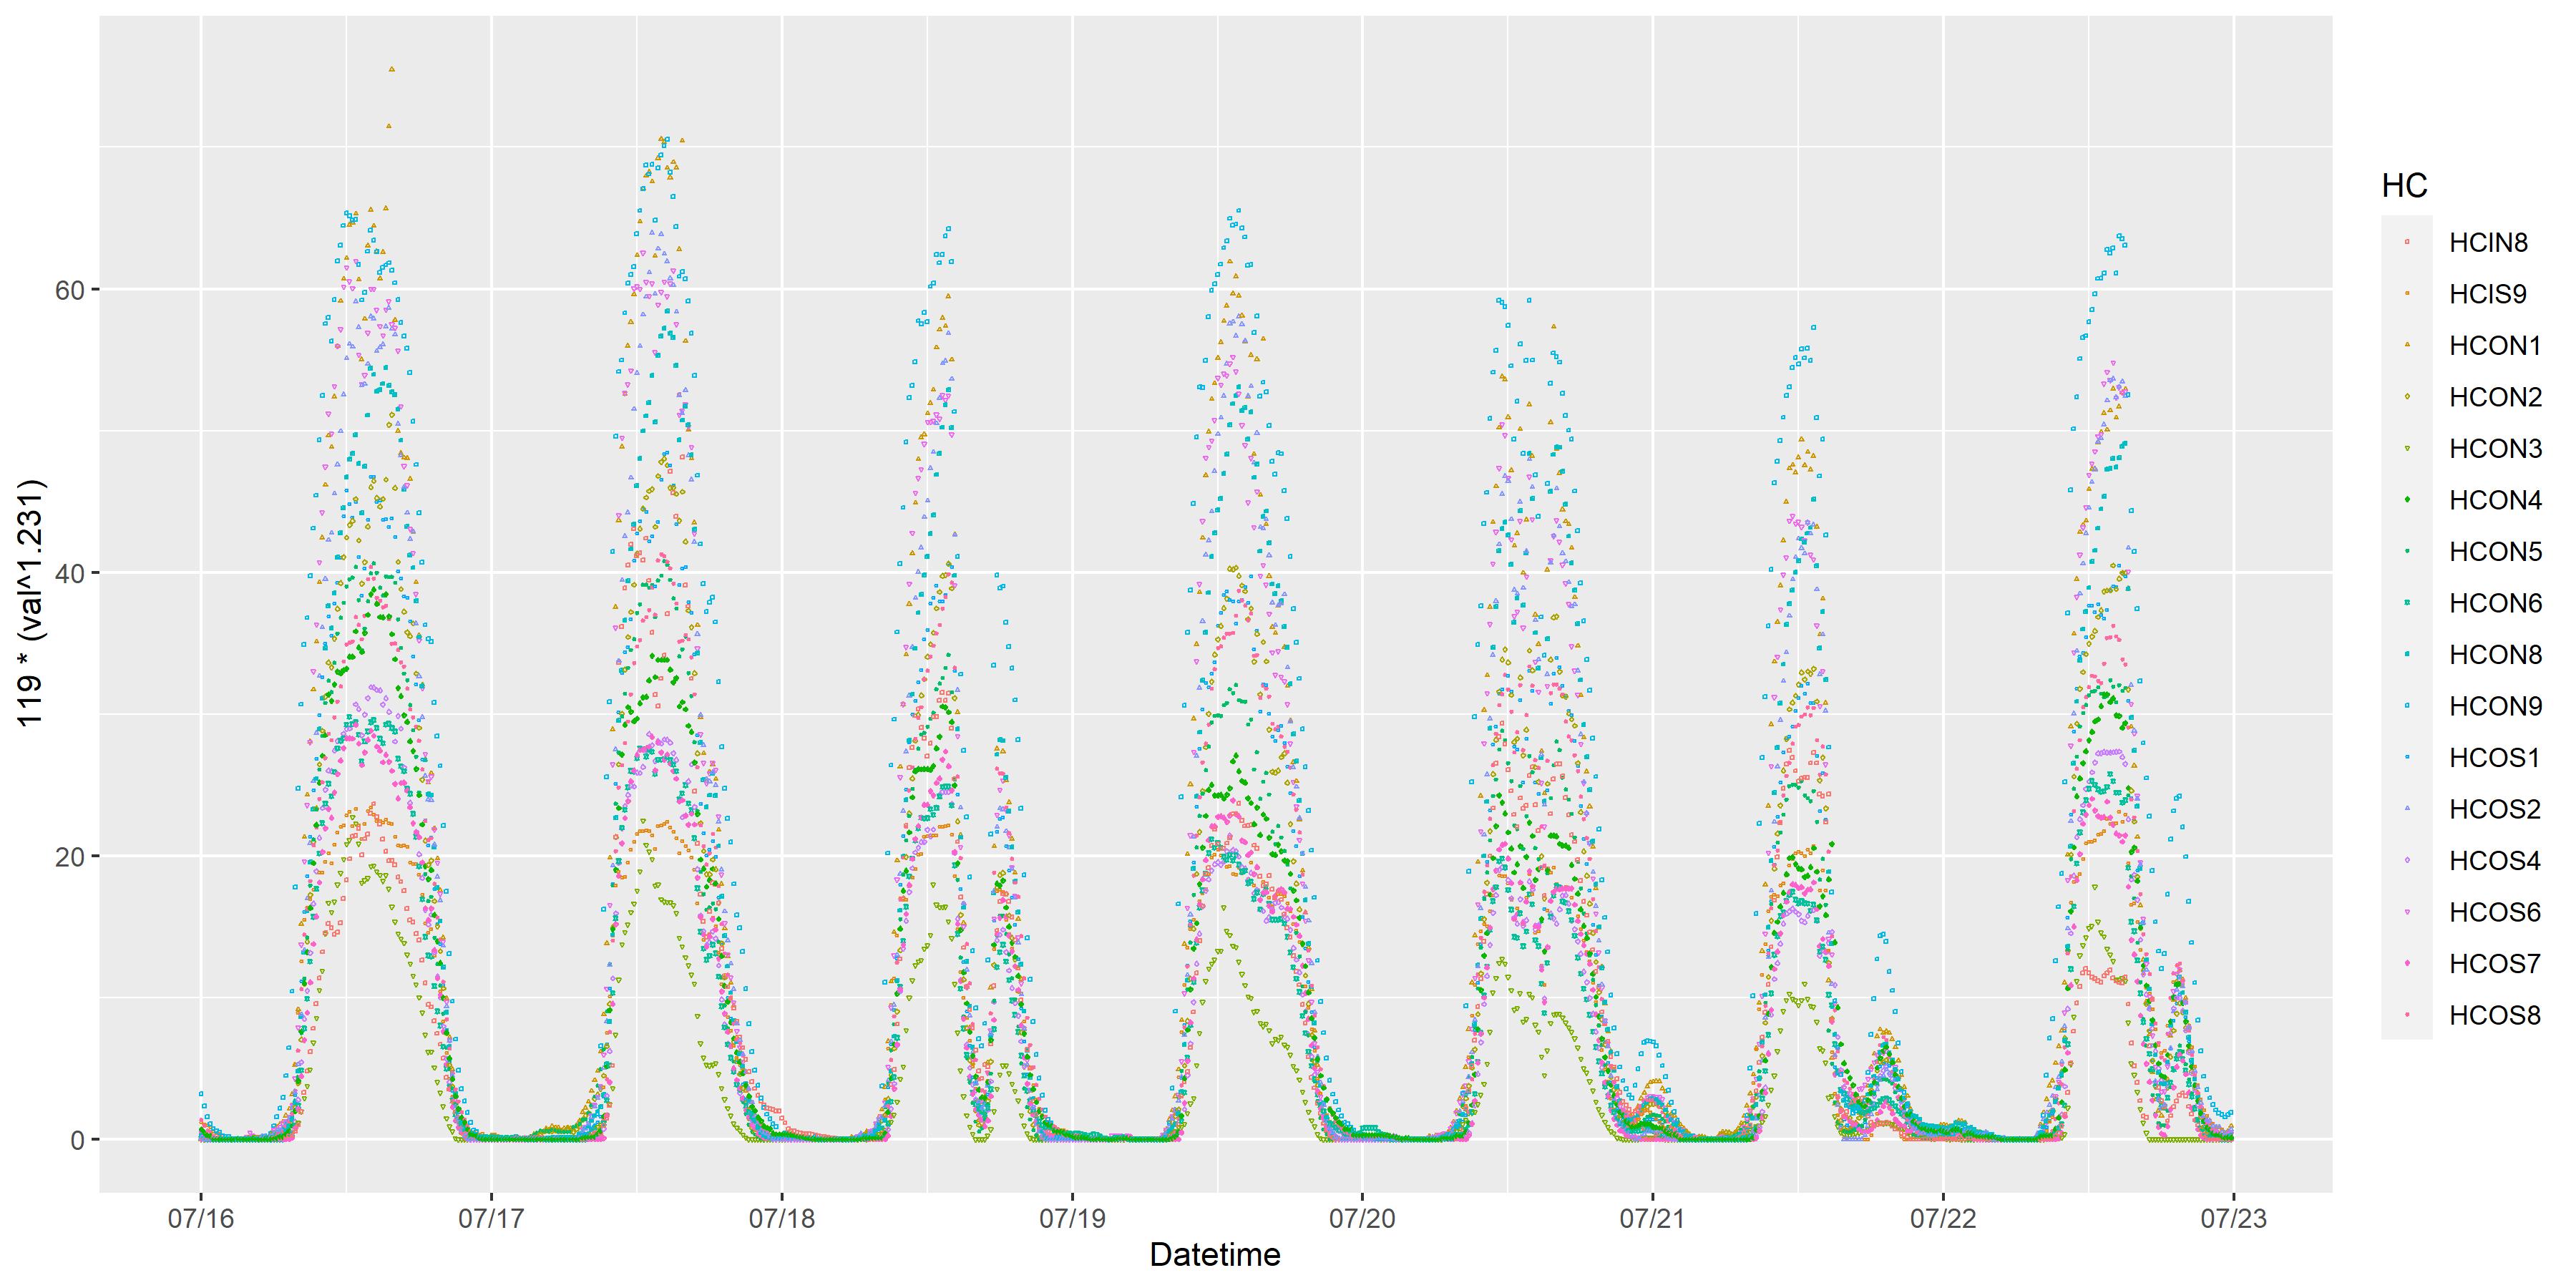 60
40
20
0
119 * (val^1.231)
07/16
07/17
07/18
07/19
07/20
07/21
07/22
07/23
Datetime
HC
HCIN8
HCIS9
HCON1
HCON2
HCON3
HCON4
HCON5
HCON6
HCON8
HCON9
HCOS1
HCOS2
HCOS4
HCOS6
HCOS7
HCOS8